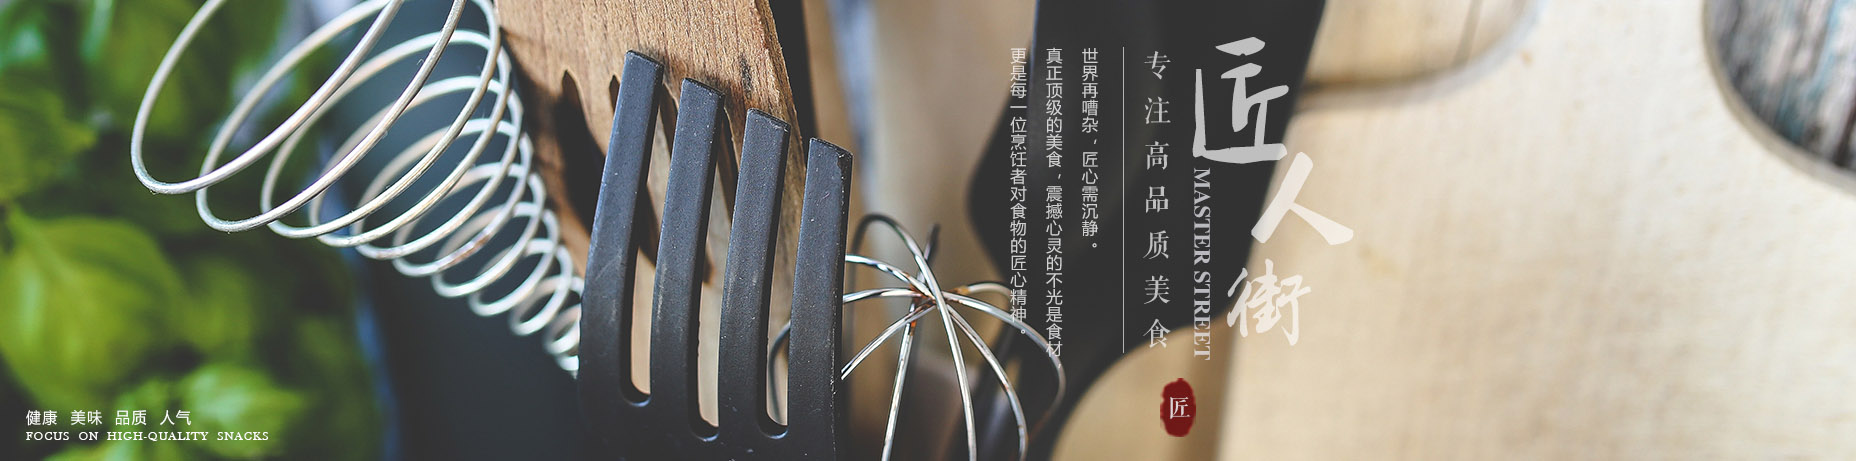 匠人街
MASTER STREET
专注高品质美食
世界再嘈杂，匠心需沉静。
真正顶级的美食，震撼心灵的不光是食材
更是每一位烹饪者对食物的匠心精神。
匠
健康 美味 品质 人气
FOCUS ON HIGH-QUALITY SNACKS